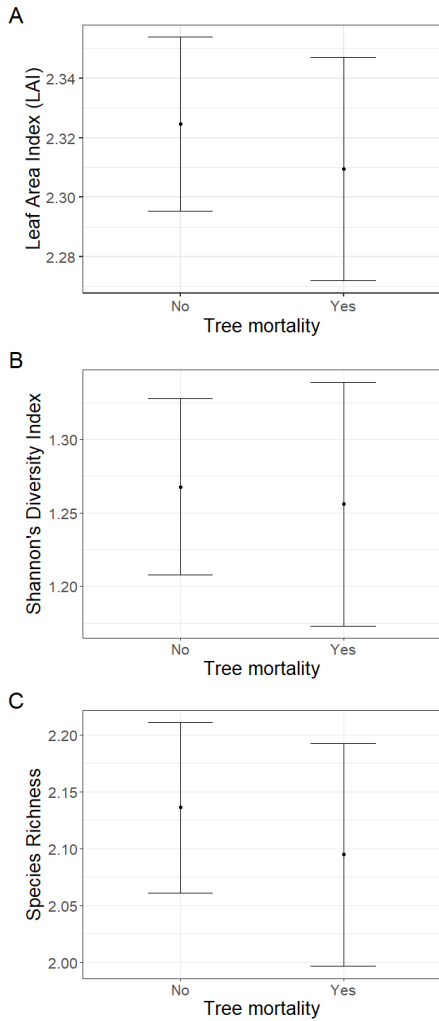 A
Leaf Area Index (LAI)
2.34
2.32
2.30
2.28
No Yes
Tree mortality
B
Shannon's Diversity Index
1.30
1.25
1.20
No Yes
Tree mortality
C
Species Richness
2.20
2.15
2.10
2.05
2.00
No Yes
Tree mortality